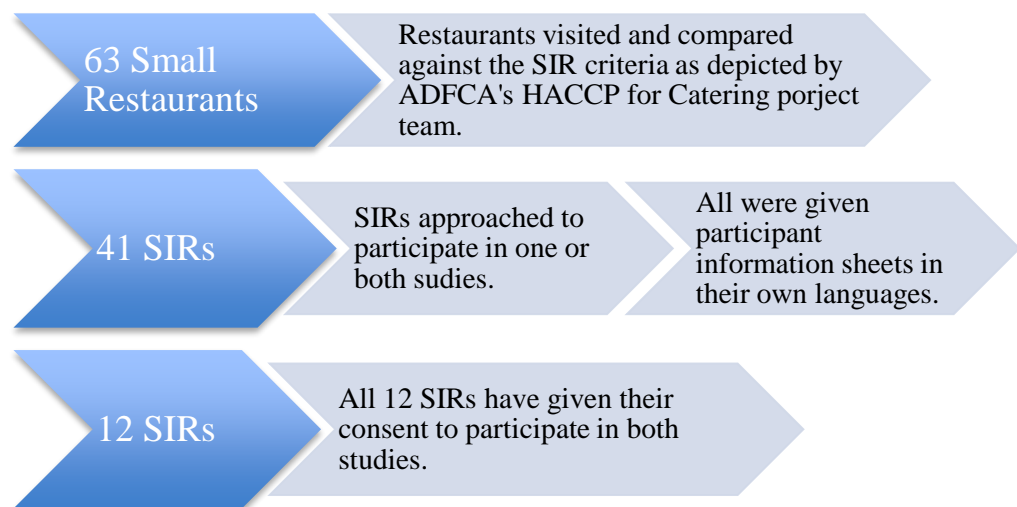 63 Small
Restaurants
Restaurants visited and compared
against the SIR criteria as depicted by
ADFCA's HACCP for Catering porject
team.
41 SIRs
SIRs approached to
participate in one or
both sudies.
All were given
participant
information sheets in
their own languages.
12 SIRs
All 12 SIRs have given their
consent to participate in both
studies.